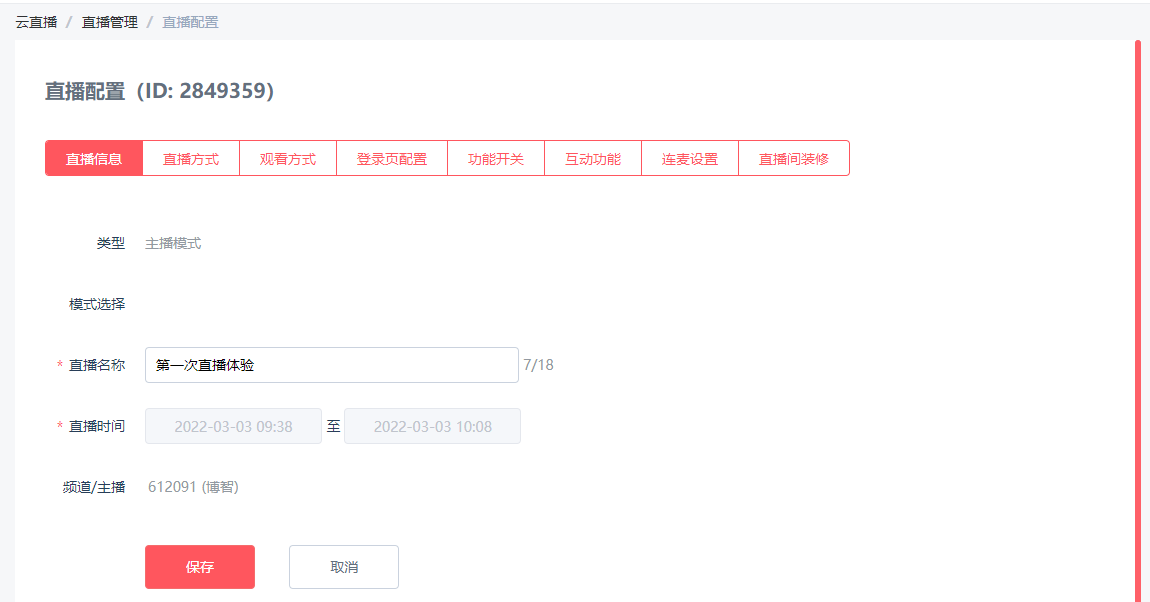 云直播 / 直播管理 / 直播配置
直播配置（ID: 2849359）
直播信息 直播方式 观看方式 登录页配置 功能开关 互动功能 连麦设置 直播间装修
类型 主播模式
模式选择
* 直播名称 第一次直播体验 7/18
* 直播时间 2022-03-03 09:38 至 2022-03-03 10:08
频道/主播 612091 (博智)
保存 取消